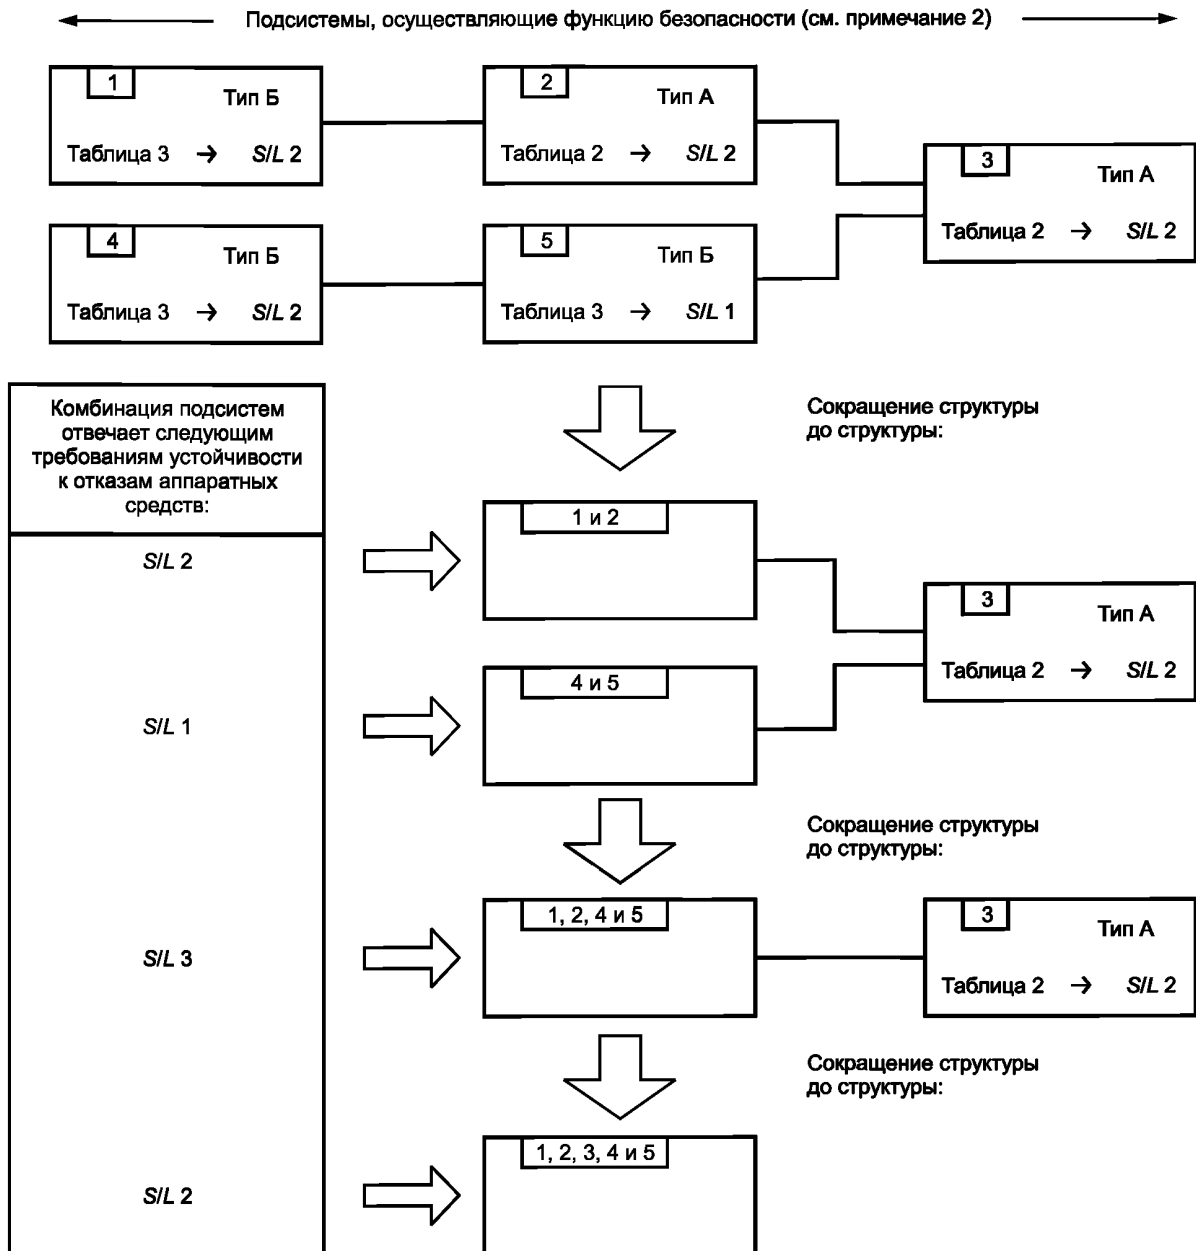 Подсистемы, осуществляющие функцию безопасности (см. примечание 2)
1
Тип Б
Таблица 3 → SIL 2
2
Тип А
Таблица 2 → SIL 2
3
Тип А
Таблица 2 → SIL 2
4
Тип Б
Таблица 3 → SIL 2
5
Тип Б
Таблица 3 → SIL 1
Комбинация подсистем
отвечает следующим
требованиям устойчивости
к отказам аппаратных
средств:
Сокращение структуры
до структуры:
SIL 2
1 и 2
3
Тип А
Таблица 2 → SIL 2
SIL 1
4 и 5
Сокращение структуры
до структуры:
SIL 3
1, 2, 4 и 5
3
Тип А
Таблица 2 → SIL 2
Сокращение структуры
до структуры:
SIL 2
1, 2, 3, 4 и 5